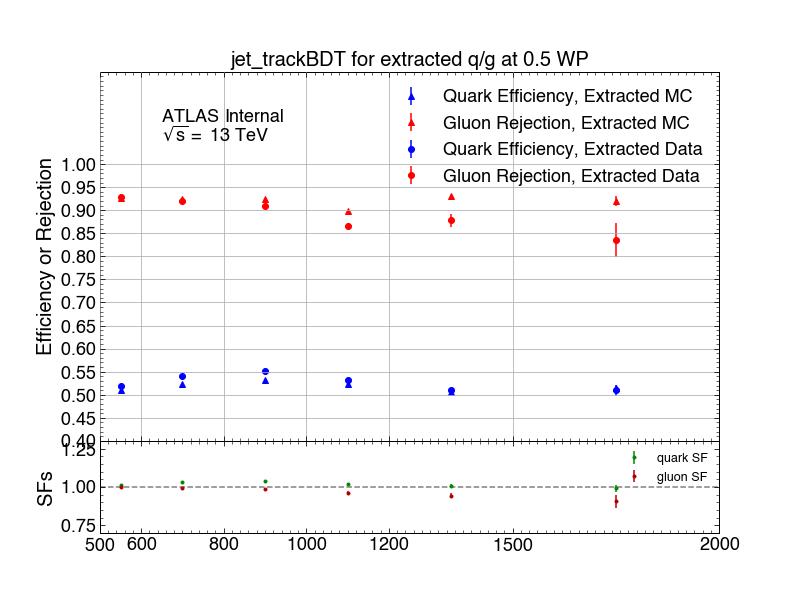 jet_trackBDT for extracted q/g at 0.5 WP
ATLAS Internal
√s = 13 TeV
Quark Efficiency, Extracted MC
Gluon Rejection, Extracted MC
Quark Efficiency, Extracted Data
Gluon Rejection, Extracted Data
Efficiency or Rejection
1.00
0.95
0.90
0.85
0.80
0.75
0.70
0.65
0.60
0.55
0.50
0.45
0.40
SFs
1.25
1.00
0.75
quark SF
gluon SF
500 600 800 1000 1200 1500 2000